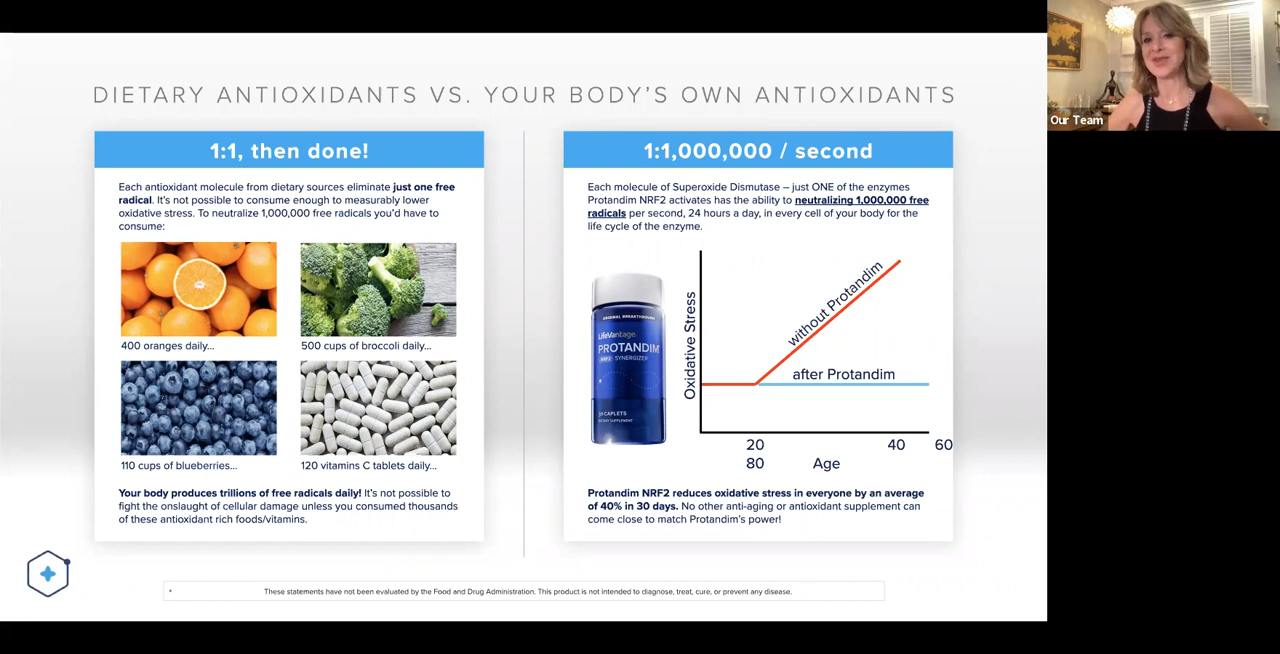 DIETARY ANTIOXIDANTS VS. YOUR BODY'S OWN ANTIOXIDANTS
Our Team
1:1, then done!
Each antioxidant molecule from dietary sources eliminate just one free
radical. It's not possible to consume enough to measurably lower
oxidative stress. To neutralize 1,000,000 free radicals you'd have to
consume:
400 oranges daily...
500 cups of broccoli daily...
110 cups of blueberries...
120 vitamins C tablets daily...
Your body produces trillions of free radicals daily! It's not possible to
fight the onslaught of cellular damage unless you consumed thousands
of these antioxidant rich foods/vitamins.
1:1,000,000 / second
Each molecule of Superoxide Dismutase – just ONE of the enzymes
Protandim NRF2 activates has the ability to neutralizing 1,000,000 free
radicals per second, 24 hours a day, in every cell of your body for the
life cycle of the enzyme.
ORIGINAL BREAKTHROUGH
LifeVantage
PROTANDIM
NRF2 SYNERGIZER
30 CAPLETS
DIETARY SUPPLEMENT
Oxidative Stress
without Protandim
after Protandim
20 40 60
80 Age
Protandim NRF2 reduces oxidative stress in everyone by an average
of 40% in 30 days. No other anti-aging or antioxidant supplement can
come close to match Protandim's power!
* These statements have not been evaluated by the Food and Drug Administration. This product is not intended to diagnose, treat, cure, or prevent any disease.